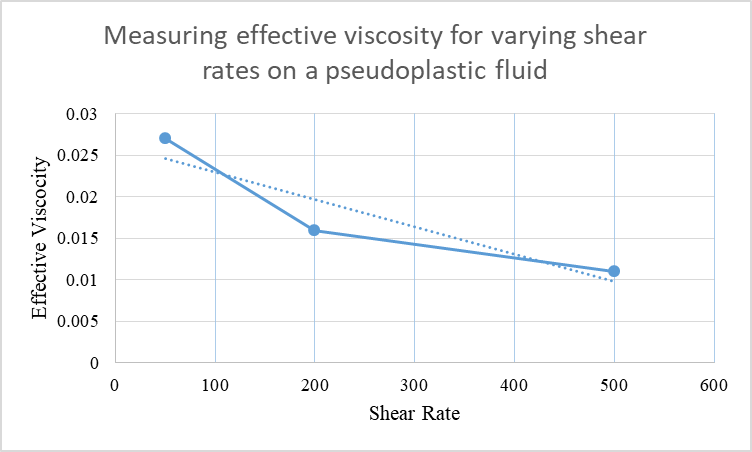 Measuring effective viscosity for varying shear
rates on a pseudoplastic fluid
0.03
0.025
0.02
0.015
0.01
0.005
0
Effective Viscocity
0 100 200 300 400 500 600
Shear Rate